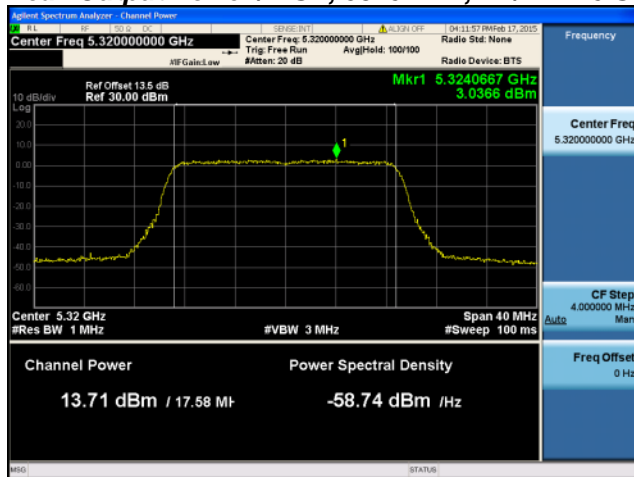 Agilent Spectrum Analyzer - Channel Power
RL RF 50 Ω DC SENSE:INT ALIGN OFF 04:11:57 PMFeb 17, 2015
Center Freq 5.320000000 GHz
Center Freq: 5.320000000 GHz
Radio Std: None
Trig: Free Run Avg|Hold: 100/100
#IFGain:Low #Atten: 20 dB Radio Device: BTS
Frequency
Mkr1 5.3240667 GHz
3.0366 dBm
Ref Offset 13.5 dB
10 dB/div Ref 30.00 dBm
Log
20.0
10.0
1
0.00
-10.0
-20.0
-30.0
-40.0
-50.0
-60.0
Center 5.32 GHz Span 40 MHz
#Res BW 1 MHz #VBW 3 MHz #Sweep 100 ms
Center Freq
5.320000000 GHz
CF Step
4.000000 MHz
Auto Man
Freq Offset
0 Hz
Channel Power Power Spectral Density
13.71 dBm / 17.58 MH -58.74 dBm /Hz
MSG STATUS